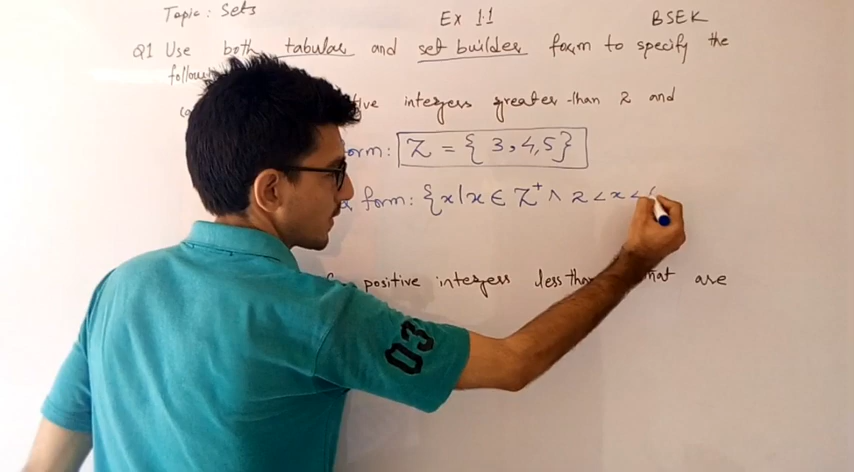 Topic: Sets
Ex 1.1
BSEK
Q1 Use both tabular and set builder form to specify the
integers greater than 2 and
form: Z = { 3, 4, 5}
form: {x | x ∈ Z⁺ ∧ 2 < x <
positive integers less than are
03